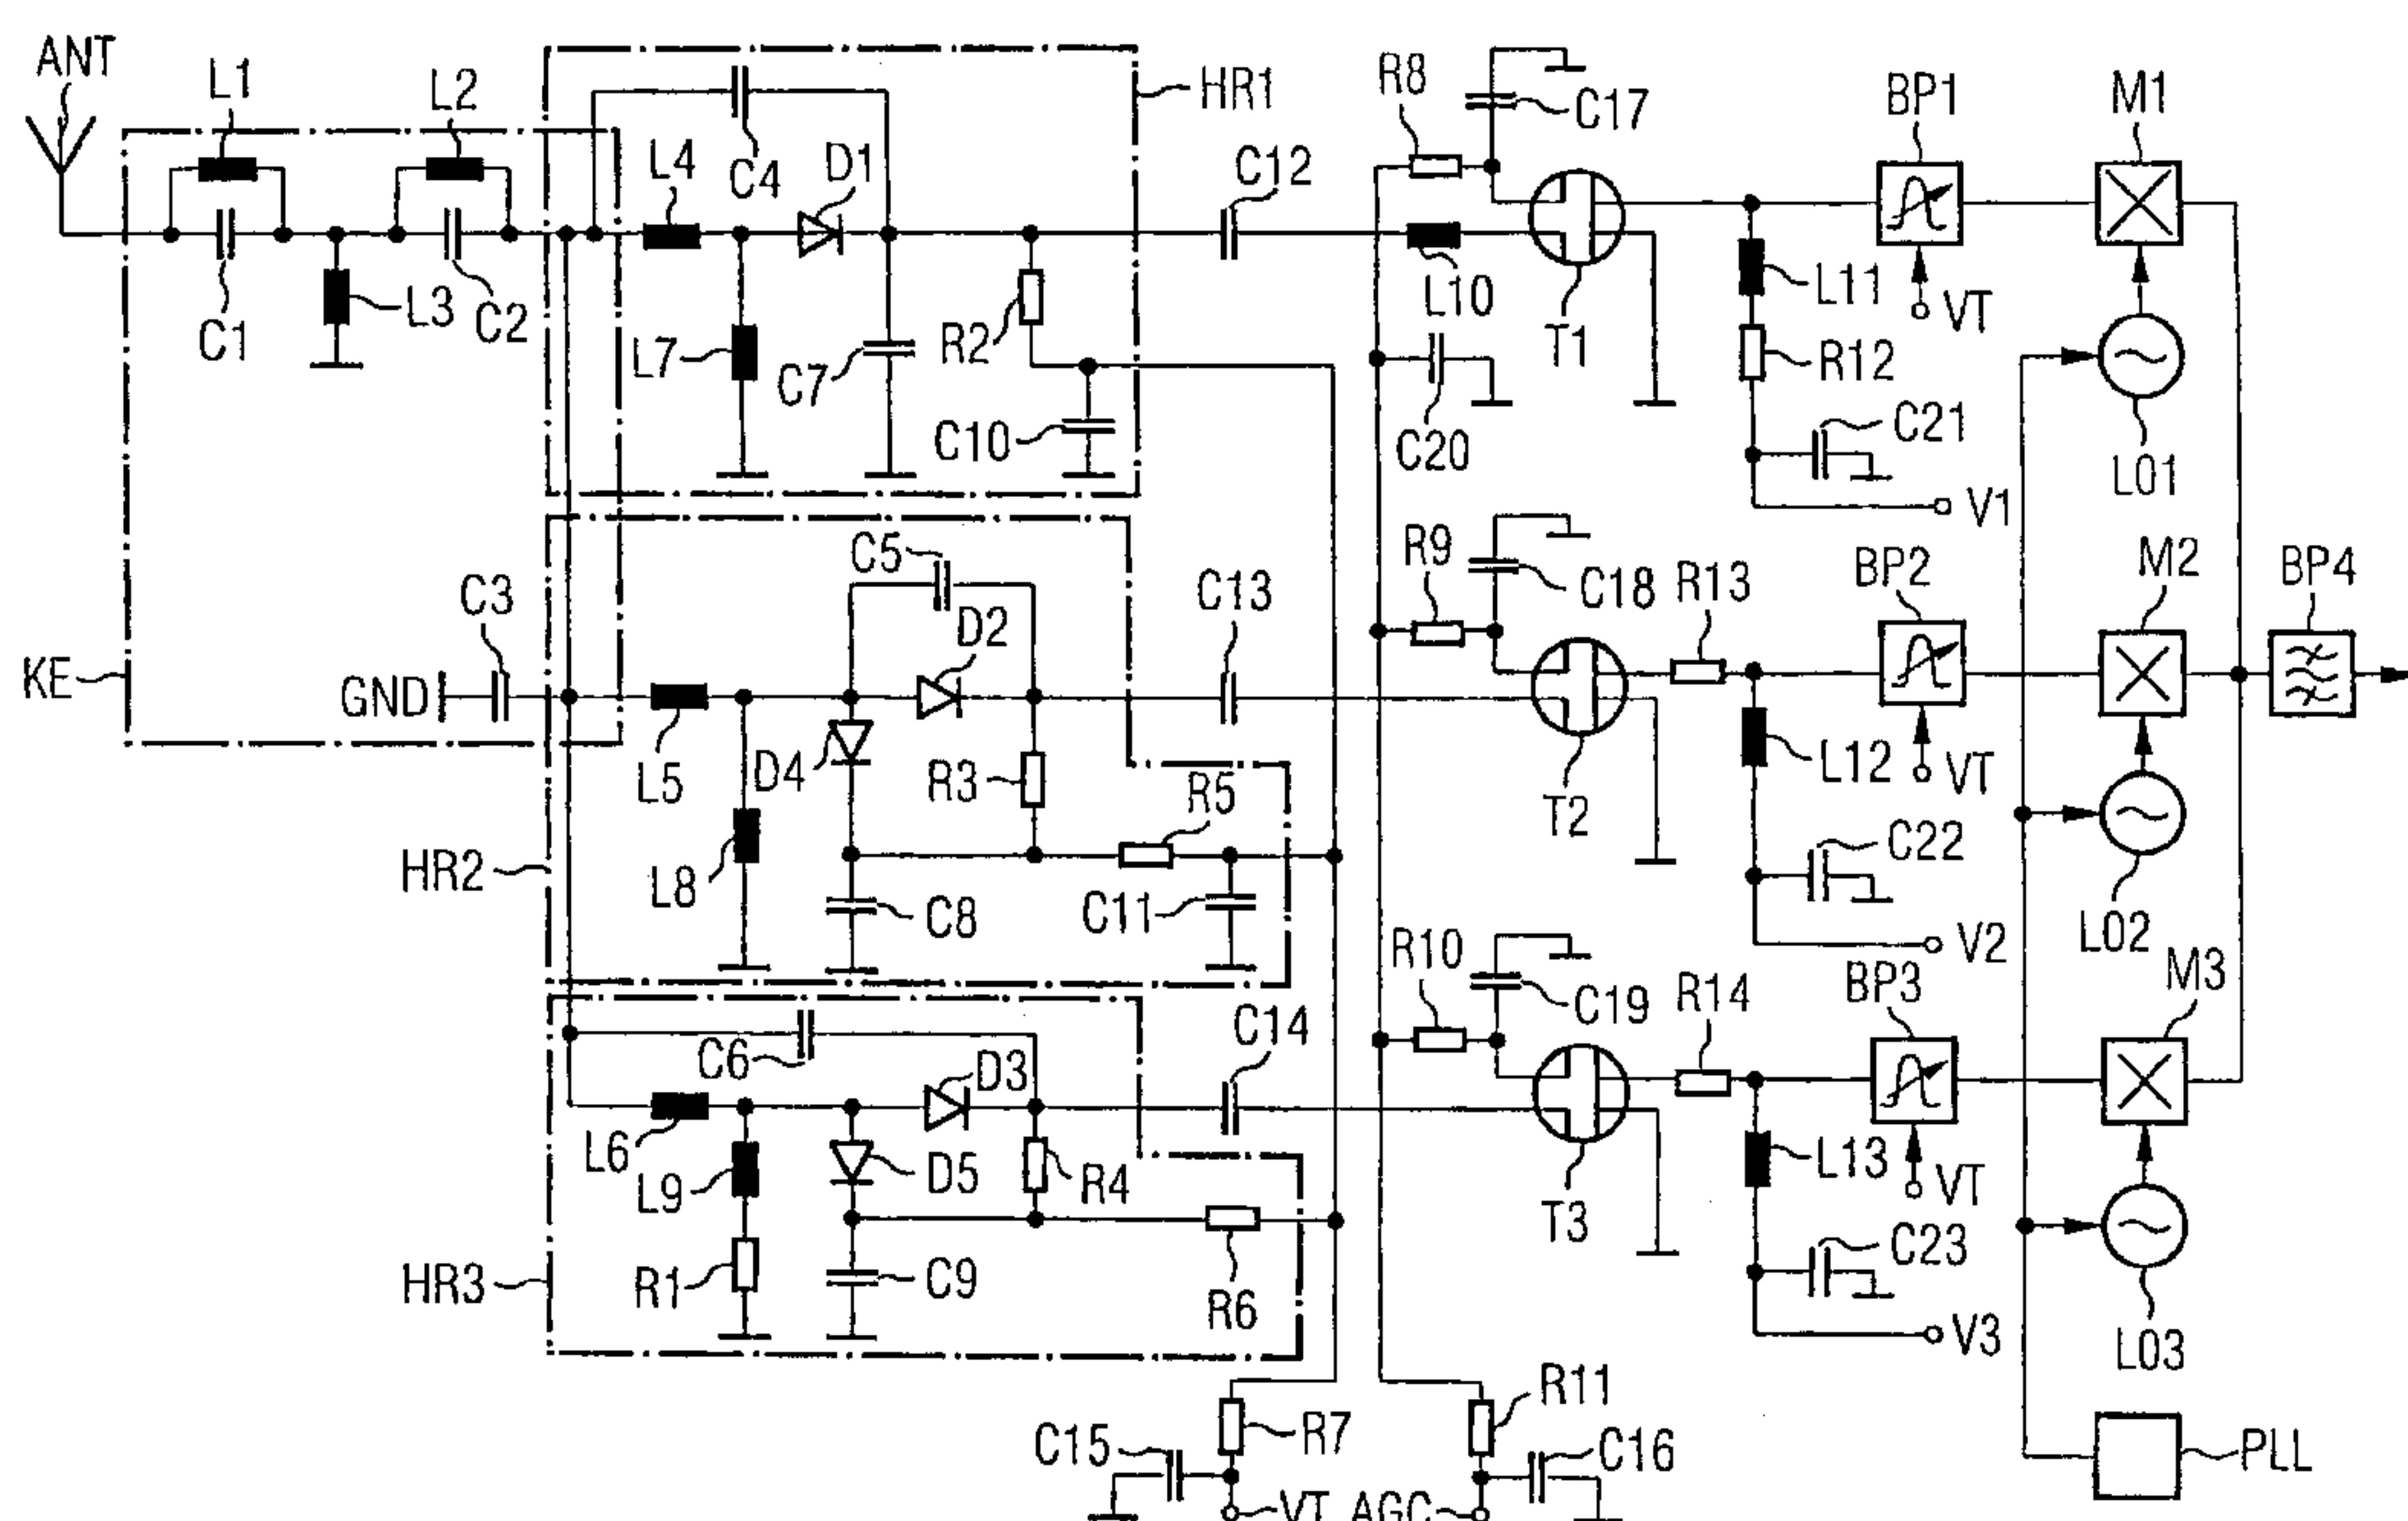 ANT
L1
L2
HR1
R8
C17
BP1
M1
L4
C4
D1
C12
C1
L3
C2
L7
C7
R2
C10
L10
C20
T1
L11
VT
R12
C21
LO1
V1
C5
R9
C18
R13
BP2
M2
BP4
C3
D2
C13
KE
GND
L5
D4
R3
R5
T2
L12
VT
C22
HR2
L8
C8
C11
R10
LO2
V2
BP3
M3
C6
D3
C14
C19
R14
L6
L9
D5
R4
T3
L13
VT
C23
HR3
R1
C9
R6
V3
LO3
R11
C15
R7
C16
PLL
VT
AGC